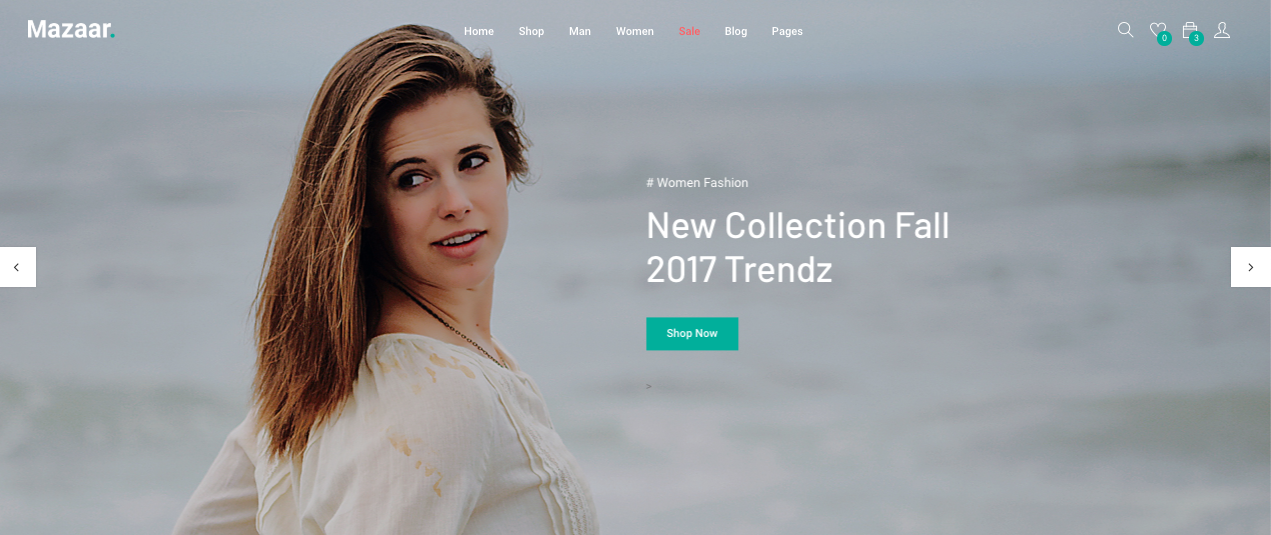 Mazaar.
Home Shop Man Women Sale Blog Pages
0 3
# Women Fashion
New Collection Fall
2017 Trendz
Shop Now
>